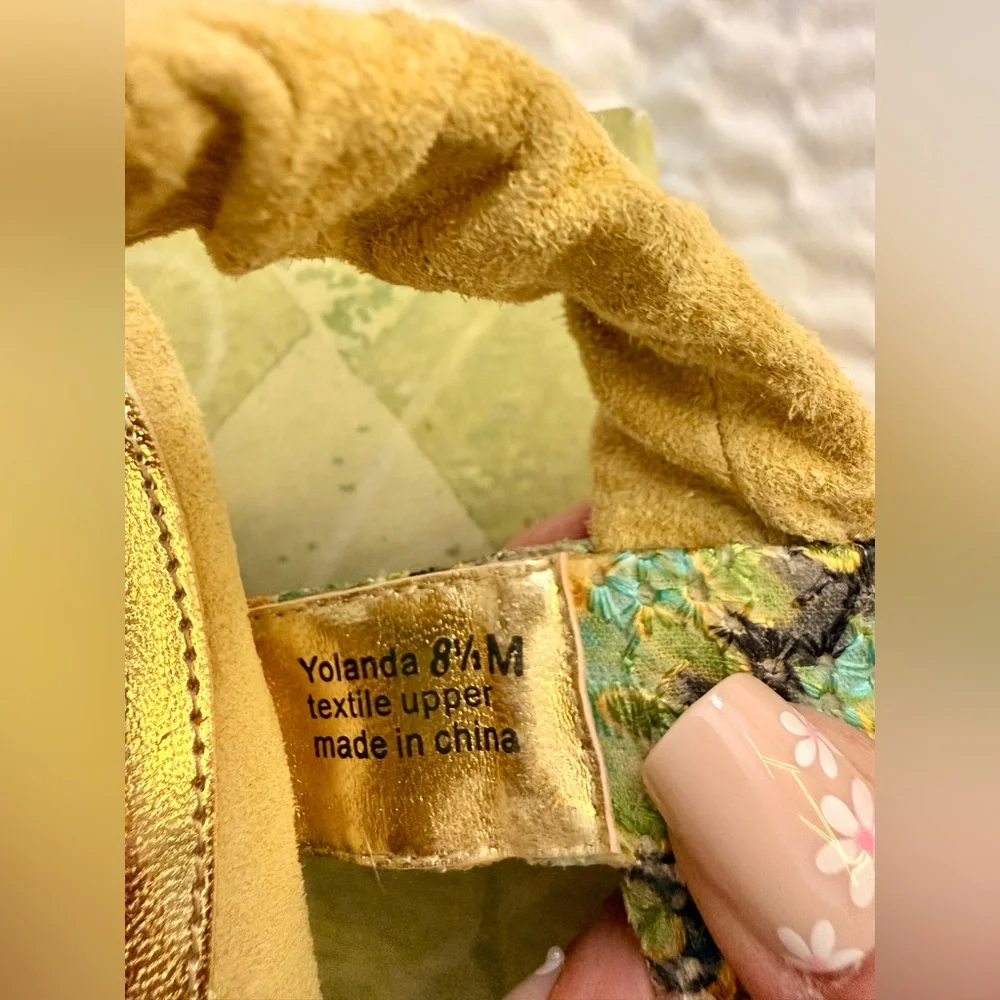 Yolanda 8½M
textile upper
made in china